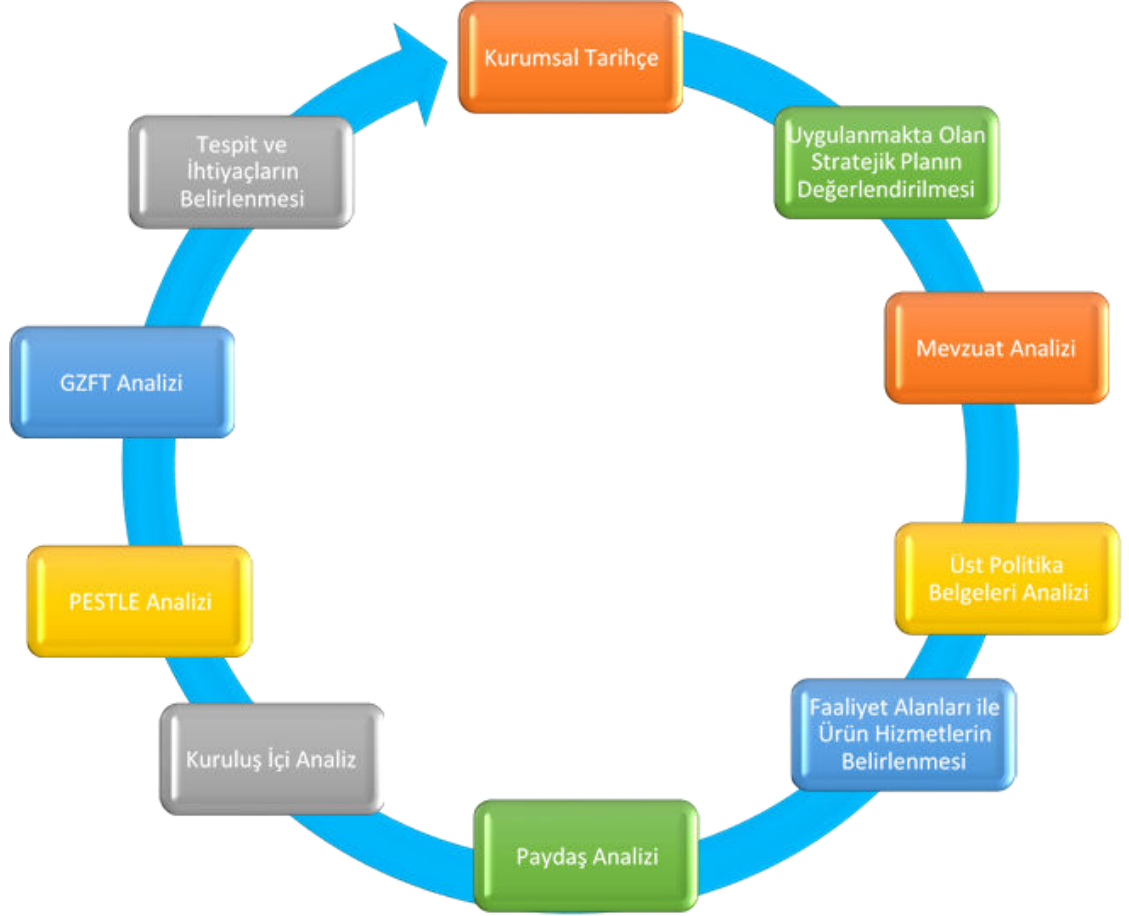 Kurumsal Tarihçe
Uygulanmakta Olan
Stratejik Planın
Değerlendirilmesi
Mevzuat Analizi
Üst Politika
Belgeleri Analizi
Faaliyet Alanları ile
Ürün Hizmetlerin
Belirlenmesi
Paydaş Analizi
Kuruluş İçi Analiz
PESTLE Analizi
GZFT Analizi
Tespit ve
İhtiyaçların
Belirlenmesi